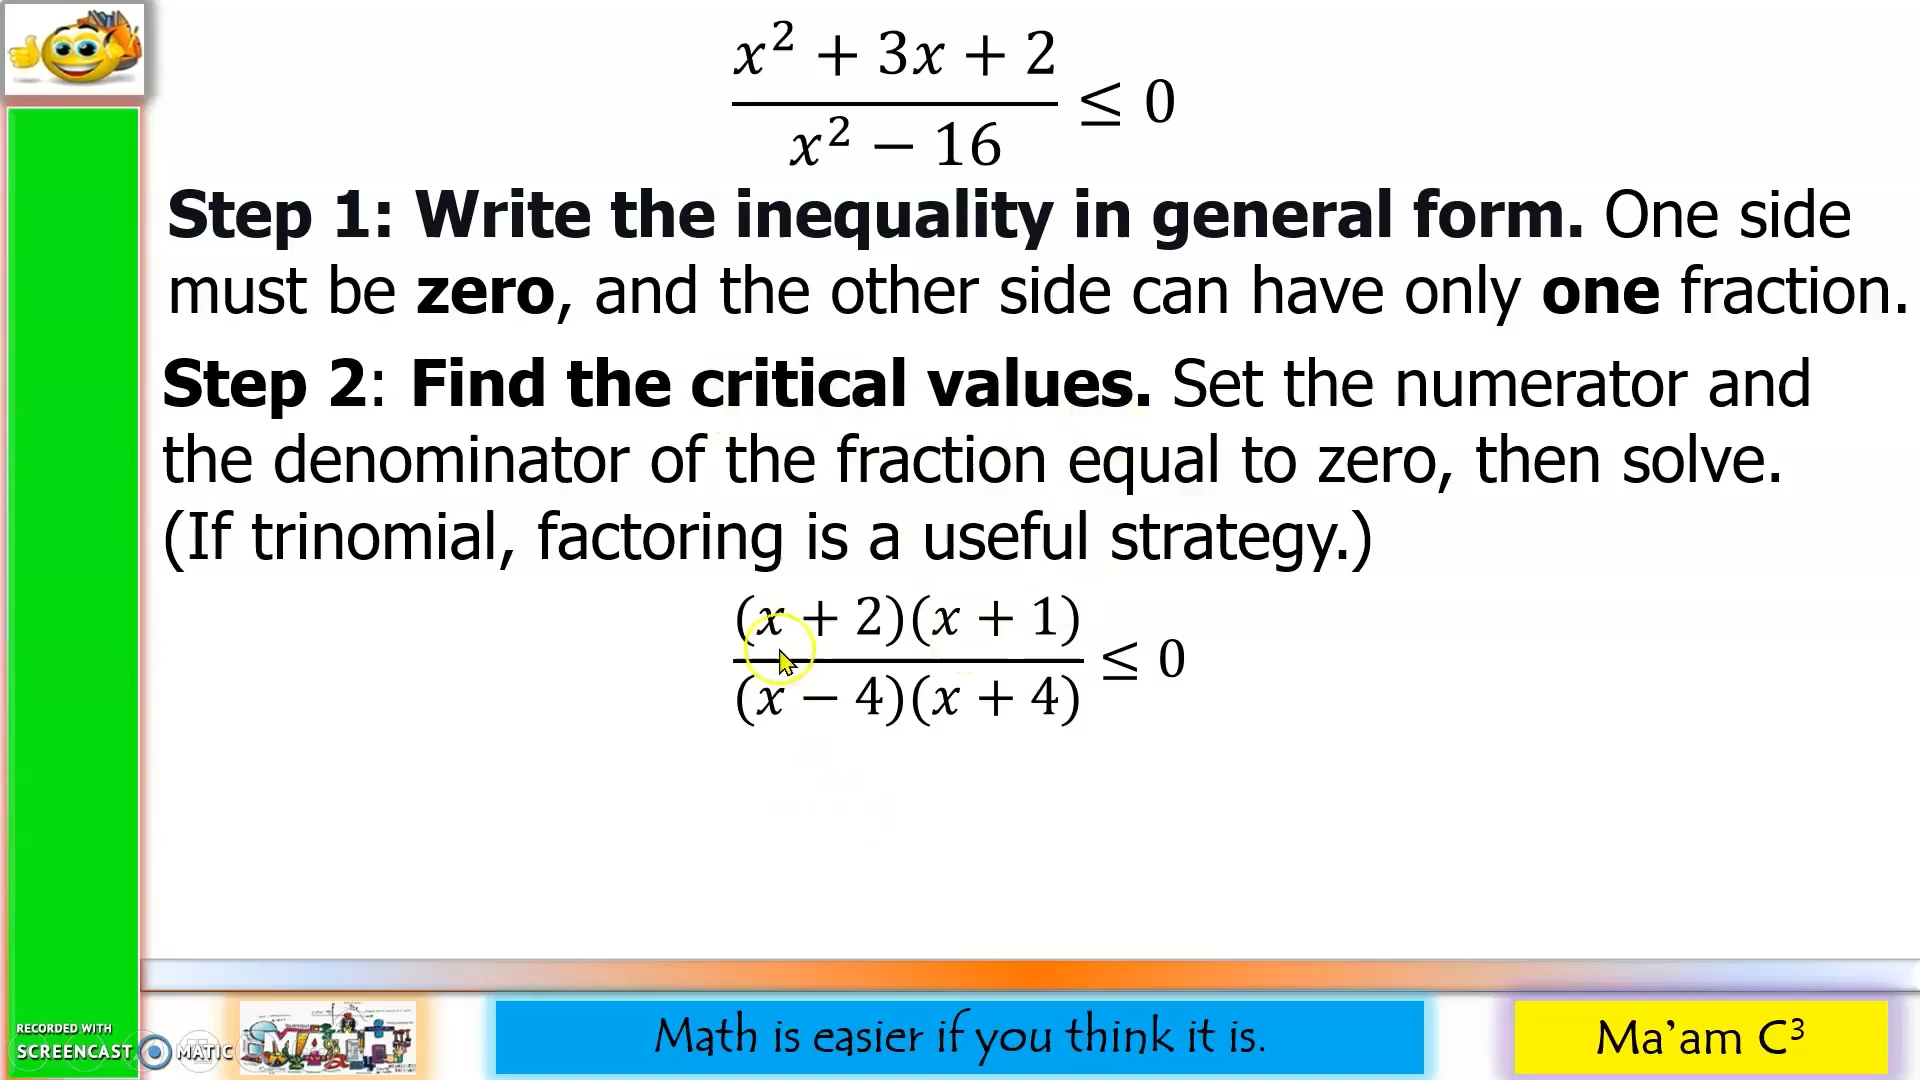 x² + 3x + 2
x² − 16
≤ 0
Step 1: Write the inequality in general form. One side
must be zero, and the other side can have only one fraction.
Step 2: Find the critical values. Set the numerator and
the denominator of the fraction equal to zero, then solve.
(If trinomial, factoring is a useful strategy.)
(x + 2)(x + 1)
(x − 4)(x + 4)
≤ 0
RECORDED WITH
SCREENCAST MATIC
MATH
Math is easier if you think it is.
Ma’am C³